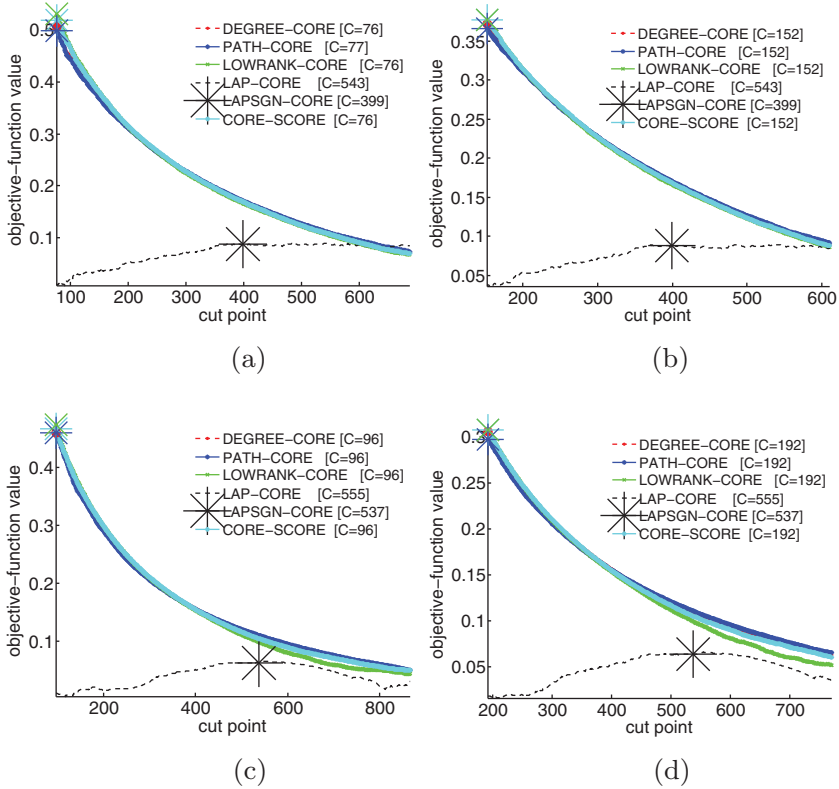 objective−function value
0.4
0.3
0.2
0.1
100 200 300 400 500 600
cut point
DEGREE−CORE [C=76]
PATH−CORE [C=77]
LOWRANK−CORE [C=76]
LAP−CORE [C=543]
LAPSGN−CORE [C=399]
CORE−SCORE [C=76]
(a)
objective−function value
0.35
0.3
0.25
0.2
0.15
0.1
0.05
200 300 400 500 600
cut point
DEGREE−CORE [C=152]
PATH−CORE [C=152]
LOWRANK−CORE [C=152]
LAP−CORE [C=543]
LAPSGN−CORE [C=399]
CORE−SCORE [C=152]
(b)
objective−function value
0.4
0.3
0.2
0.1
200 400 600 800
cut point
DEGREE−CORE [C=96]
PATH−CORE [C=96]
LOWRANK−CORE [C=96]
LAP−CORE [C=555]
LAPSGN−CORE [C=537]
CORE−SCORE [C=96]
(c)
objective−function value
0.25
0.2
0.15
0.1
0.05
200 300 400 500 600 700
cut point
DEGREE−CORE [C=192]
PATH−CORE [C=192]
LOWRANK−CORE [C=192]
LAP−CORE [C=555]
LAPSGN−CORE [C=537]
CORE−SCORE [C=192]
(d)